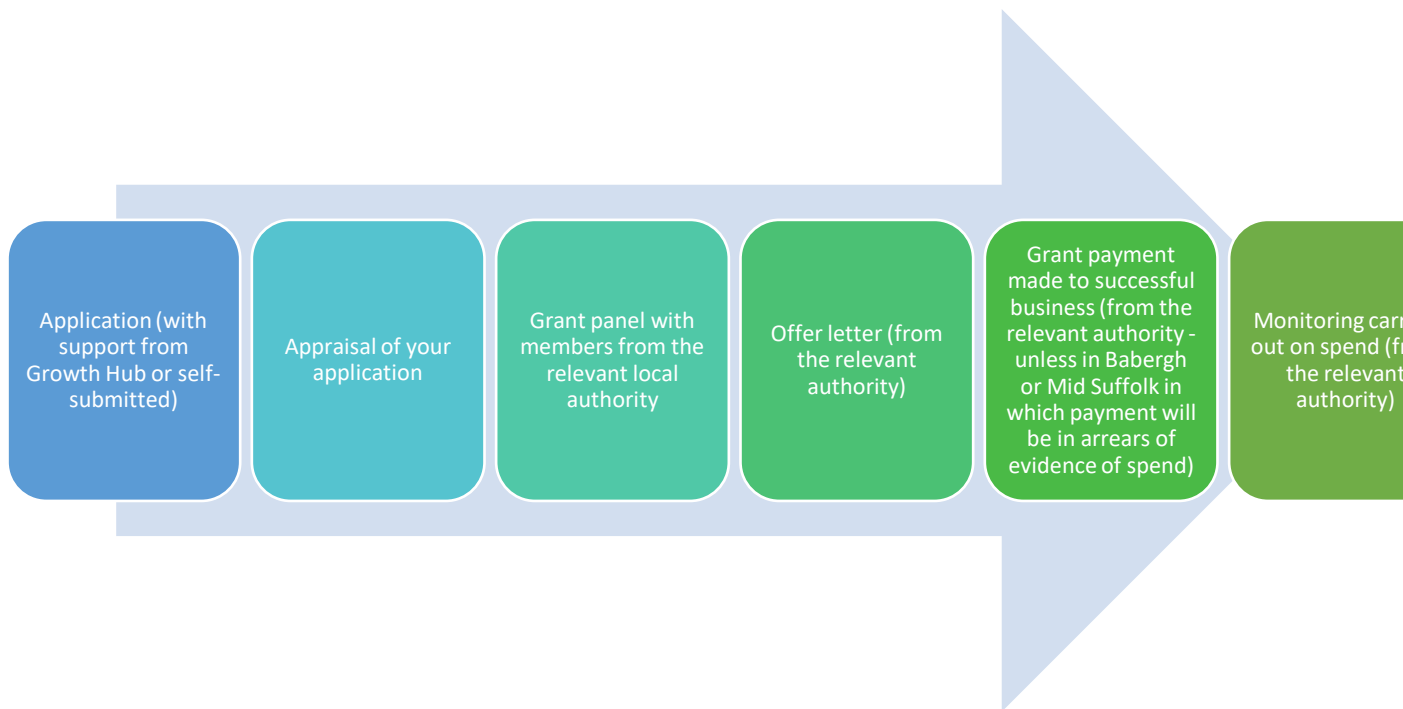 Application (with
support from
Growth Hub or self-
submitted)
Appraisal of your
application
Grant panel with
members from the
relevant local
authority
Offer letter (from
the relevant
authority)
Grant payment
made to successful
business (from the
relevant authority -
unless in Babergh
or Mid Suffolk in
which payment will
be in arrears of
evidence of spend)
Monitoring
out on spend
the relevant
authority)